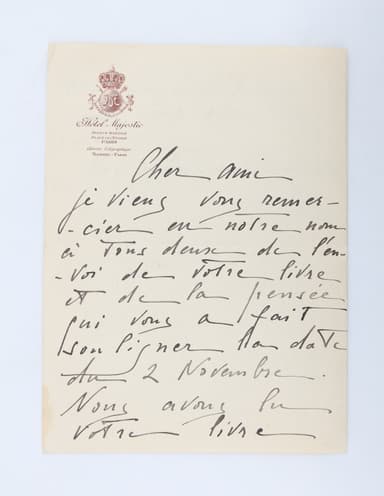 Hôtel Majestic
PARIS
Cher ami
je viens vous remer-
cier en notre nom
à tous deux de l'en-
-voi de votre livre
et de la pensée
qui vous a fait
souligner la date
du 2 Novembre.
Nous avons lu
votre livre